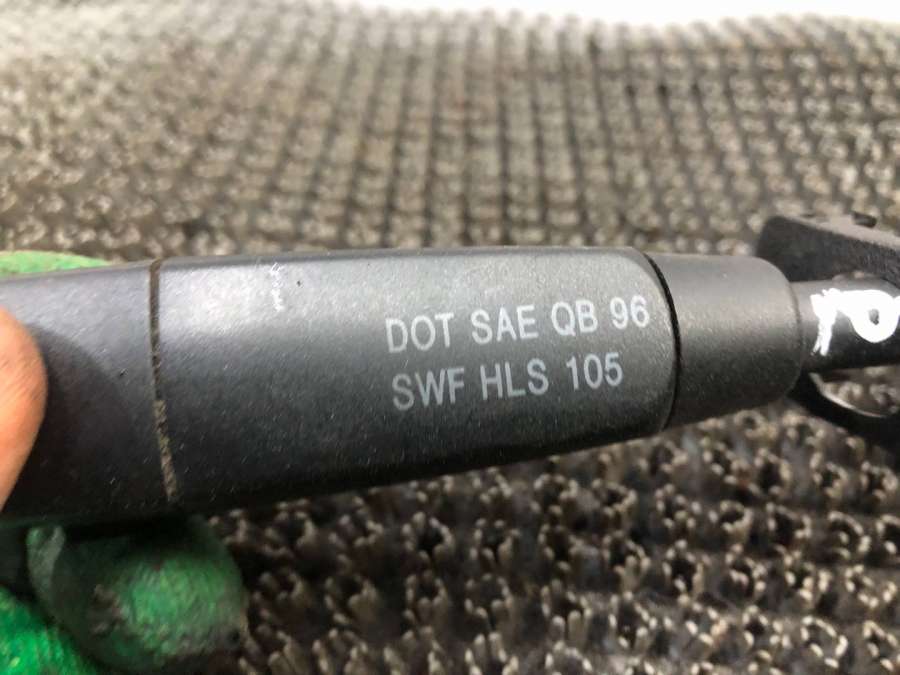 DOT SAE QB 96
SWF HLS 105